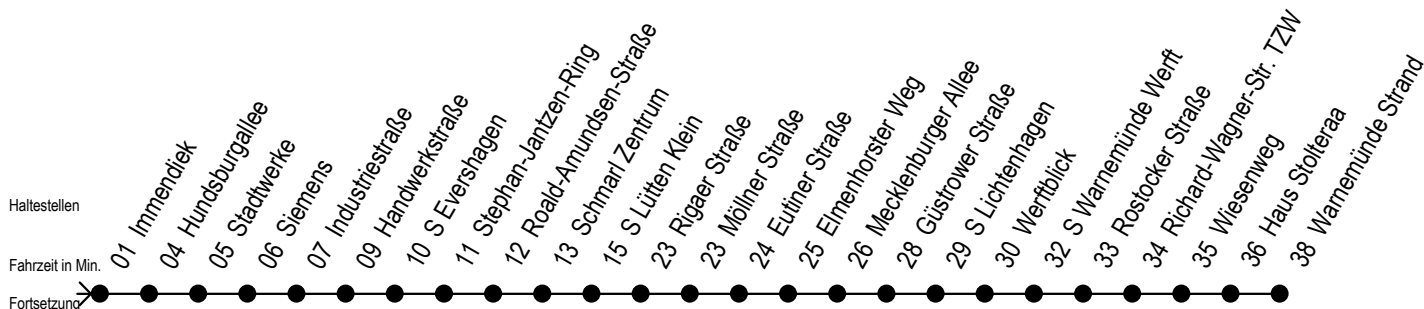 Haltestellen
Fahrzeit in Min.
Fortsetzung
01 Immendiek
04 Hundsburgallee
05 Stadtwerke
06 Siemens
07 Industriestraße
09 Handwerkstraße
10 S Evershagen
11 Stephan-Jantzen-Ring
12 Roald-Amundsen-Straße
13 Schmarl Zentrum
15 S Lütten Klein
23 Rigaer Straße
23 Möllner Straße
24 Eutiner Straße
25 Elmenhorster Weg
26 Mecklenburger Allee
28 Güstrower Straße
29 S Lichtenhagen
30 Werftblick
32 S Warnemünde Werft
33 Rostocker Straße
34 Richard-Wagner-Str. TZW
35 Wiesenweg
36 Haus Stolteraa
38 Warnemünde Strand